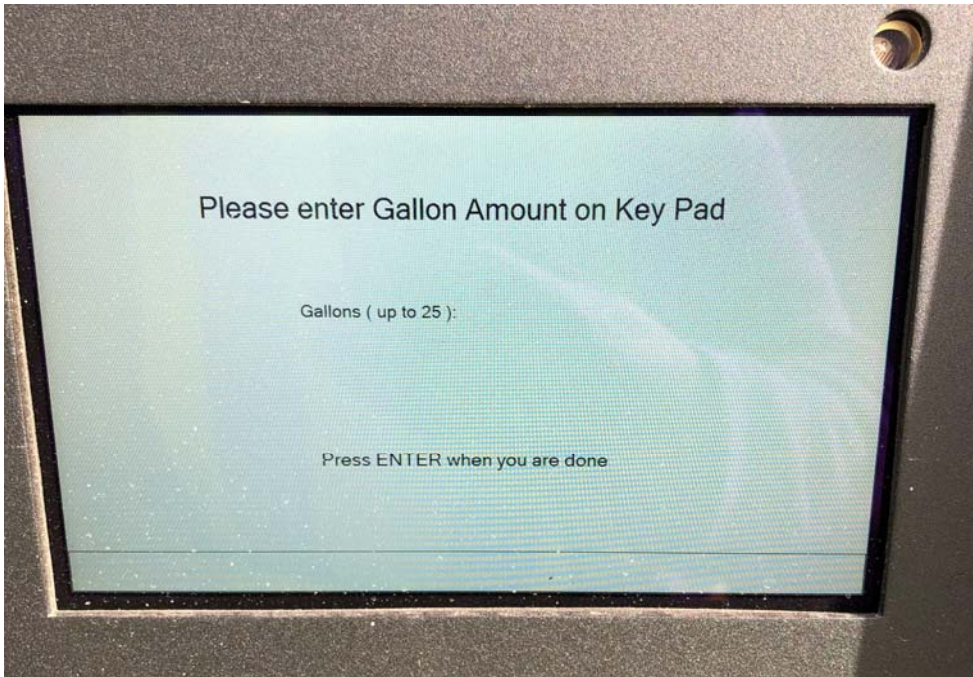 Please enter Gallon Amount on Key Pad
Gallons ( up to 25 ):
Press ENTER when you are done